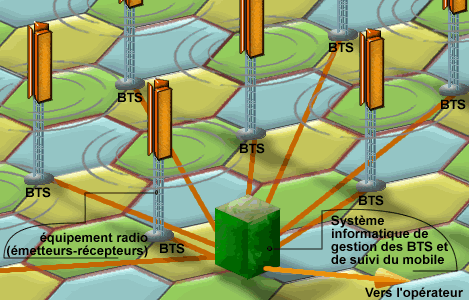 BTS
BTS
BTS
BTS
BTS
BTS
BTS
équipement radio
(émetteurs-récepteurs)
Système
informatique de
gestion des BTS et
de suivi du mobile
Vers l'opérateur